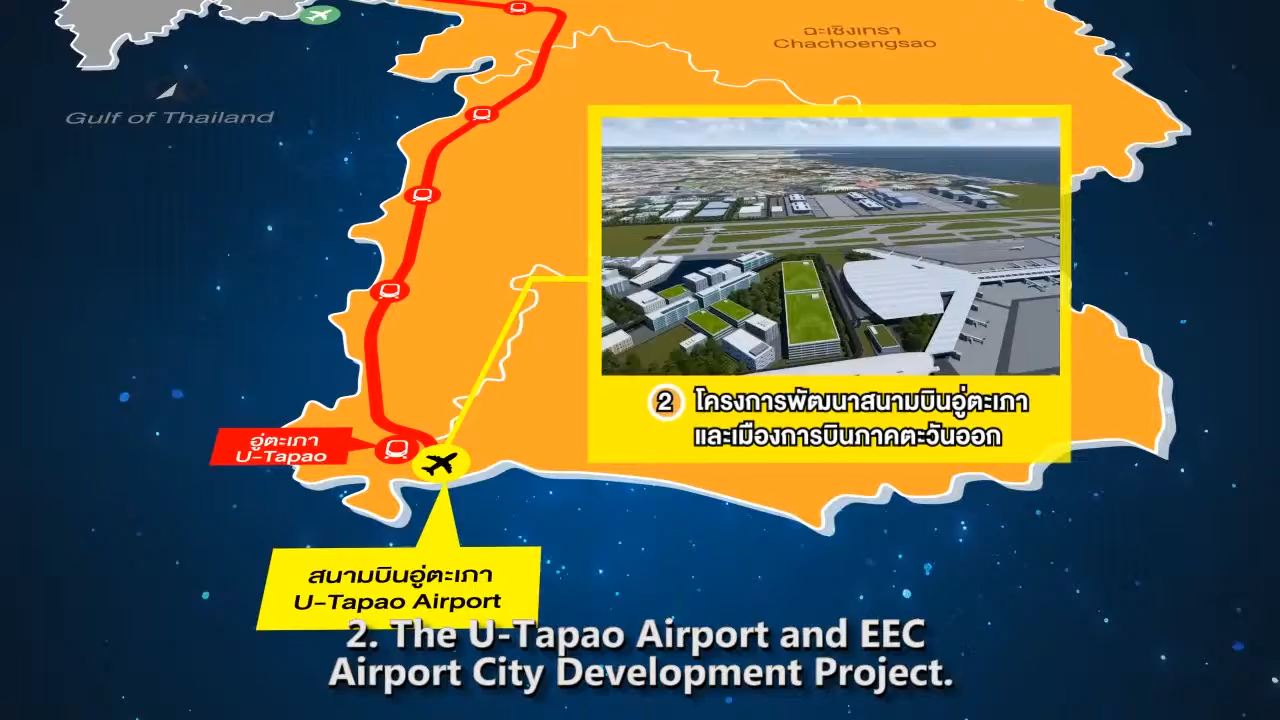 ฉะเชิงเทรา
Chachoengsao
Gulf of Thailand
2 โครงการพัฒนาสนามบินอู่ตะเภา
และเมืองการบินภาคตะวันออก
อู่ตะเภา
U-Tapao
สนามบินอู่ตะเภา
U-Tapao Airport
2. The U-Tapao Airport and EEC
Airport City Development Project.